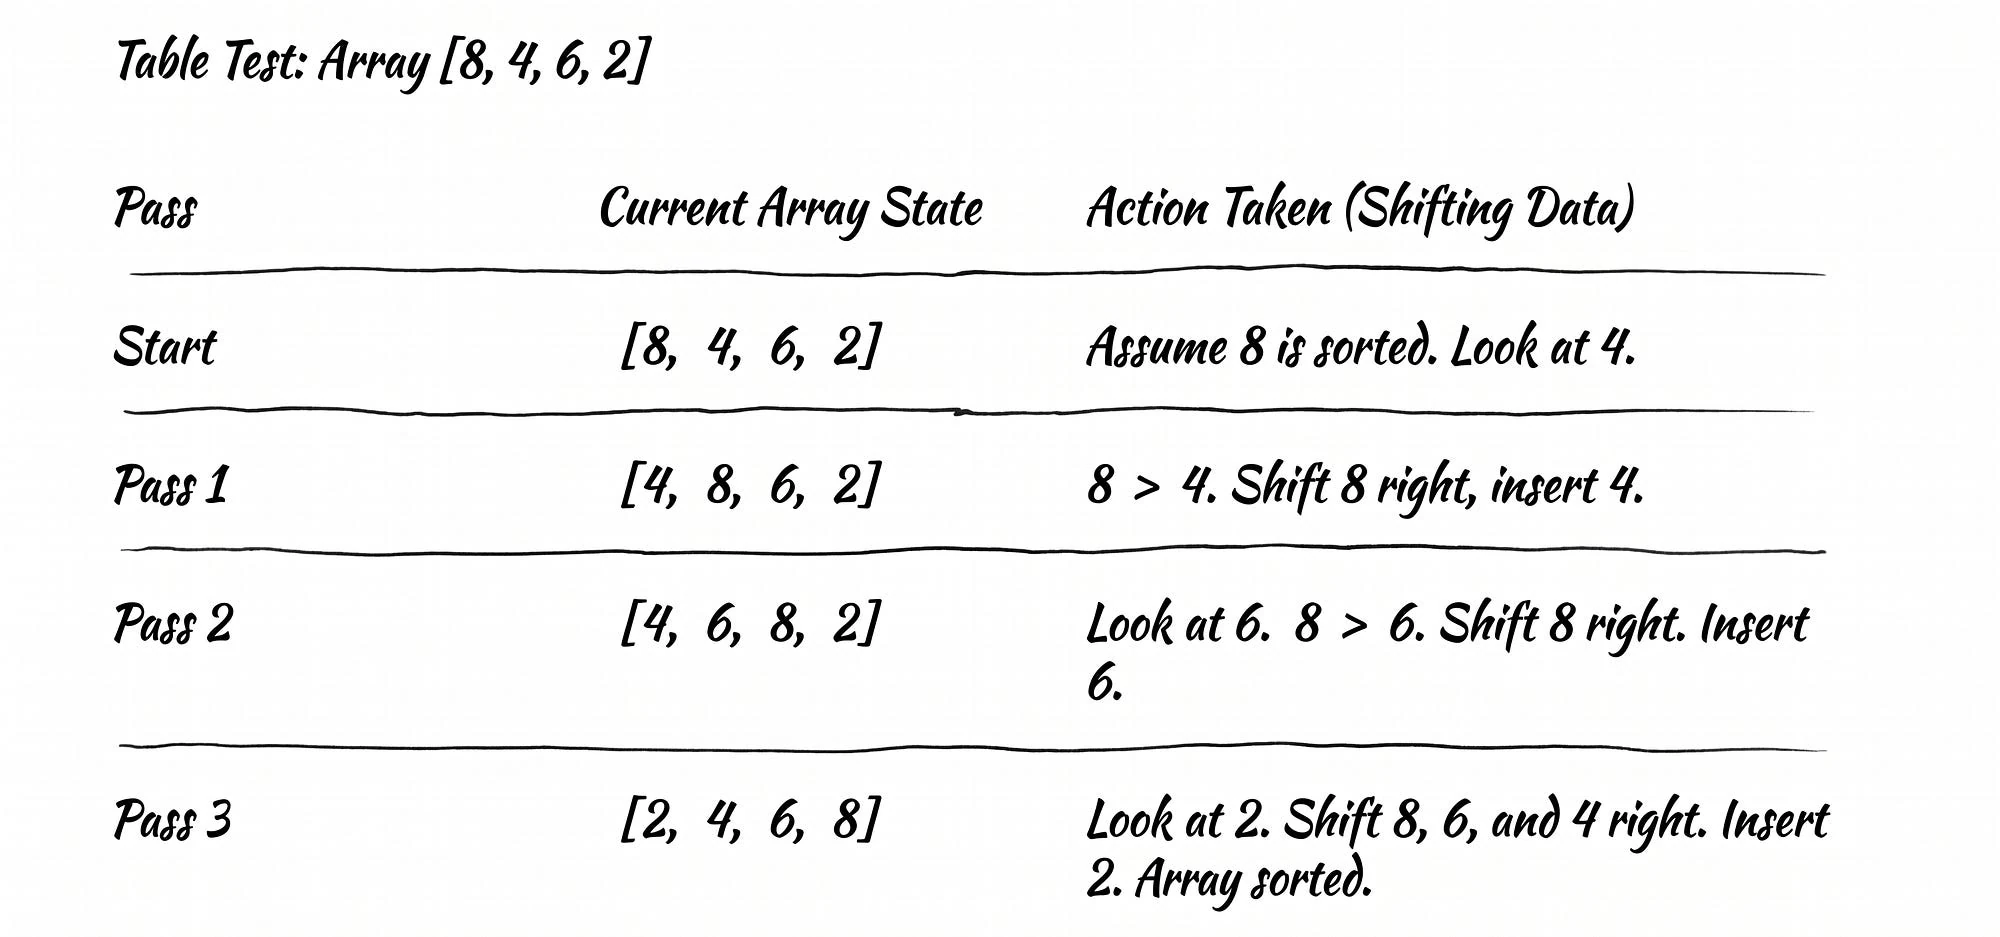 Table Test: Array [8, 4, 6, 2]
Pass Current Array State Action Taken (Shifting Data)
Start [8, 4, 6, 2] Assume 8 is sorted. Look at 4.
Pass 1 [4, 8, 6, 2] 8 > 4. Shift 8 right, insert 4.
Pass 2 [4, 6, 8, 2] Look at 6. 8 > 6. Shift 8 right. Insert
6.
Pass 3 [2, 4, 6, 8] Look at 2. Shift 8, 6, and 4 right. Insert
2. Array sorted.